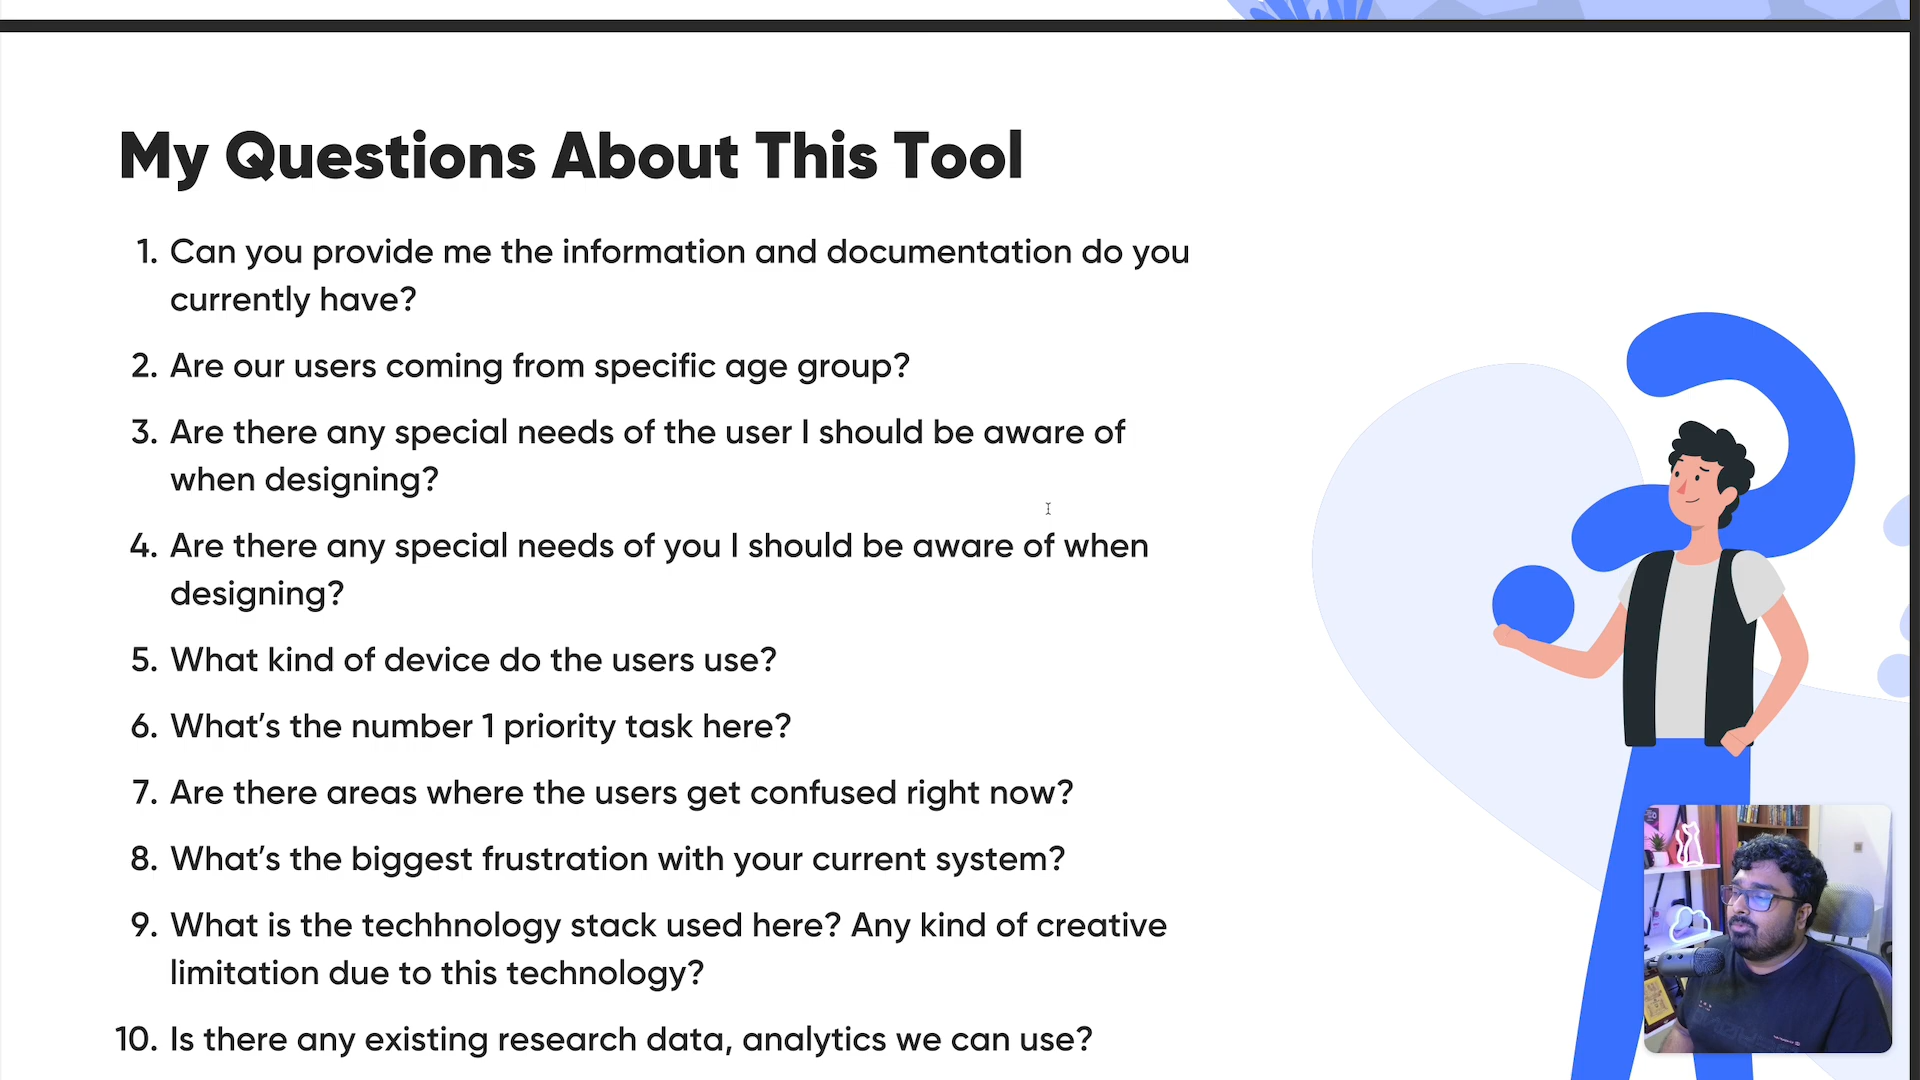 My Questions About This Tool
1. Can you provide me the information and documentation do you
currently have?
2. Are our users coming from specific age group?
3. Are there any special needs of the user I should be aware of
when designing?
4. Are there any special needs of you I should be aware of when
designing?
5. What kind of device do the users use?
6. What's the number 1 priority task here?
7. Are there areas where the users get confused right now?
8. What's the biggest frustration with your current system?
9. What is the techhnology stack used here? Any kind of creative
limitation due to this technology?
10. Is there any existing research data, analytics we can use?